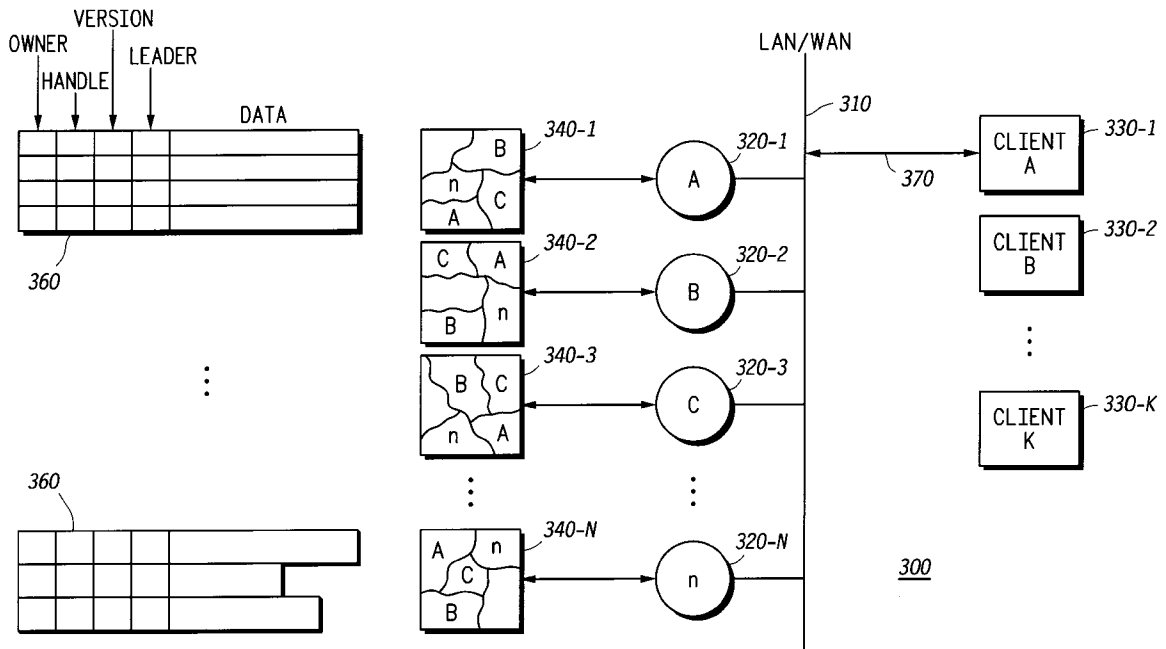 VERSION
OWNER
LEADER
HANDLE
DATA
360
360
340-1
B
n
C
A
340-2
C
A
n
B
340-3
B
C
n
A
340-N
A
n
C
B
320-1
A
320-2
B
320-3
C
320-N
n
LAN/WAN
310
370
330-1
CLIENT
A
330-2
CLIENT
B
330-K
CLIENT
K
300